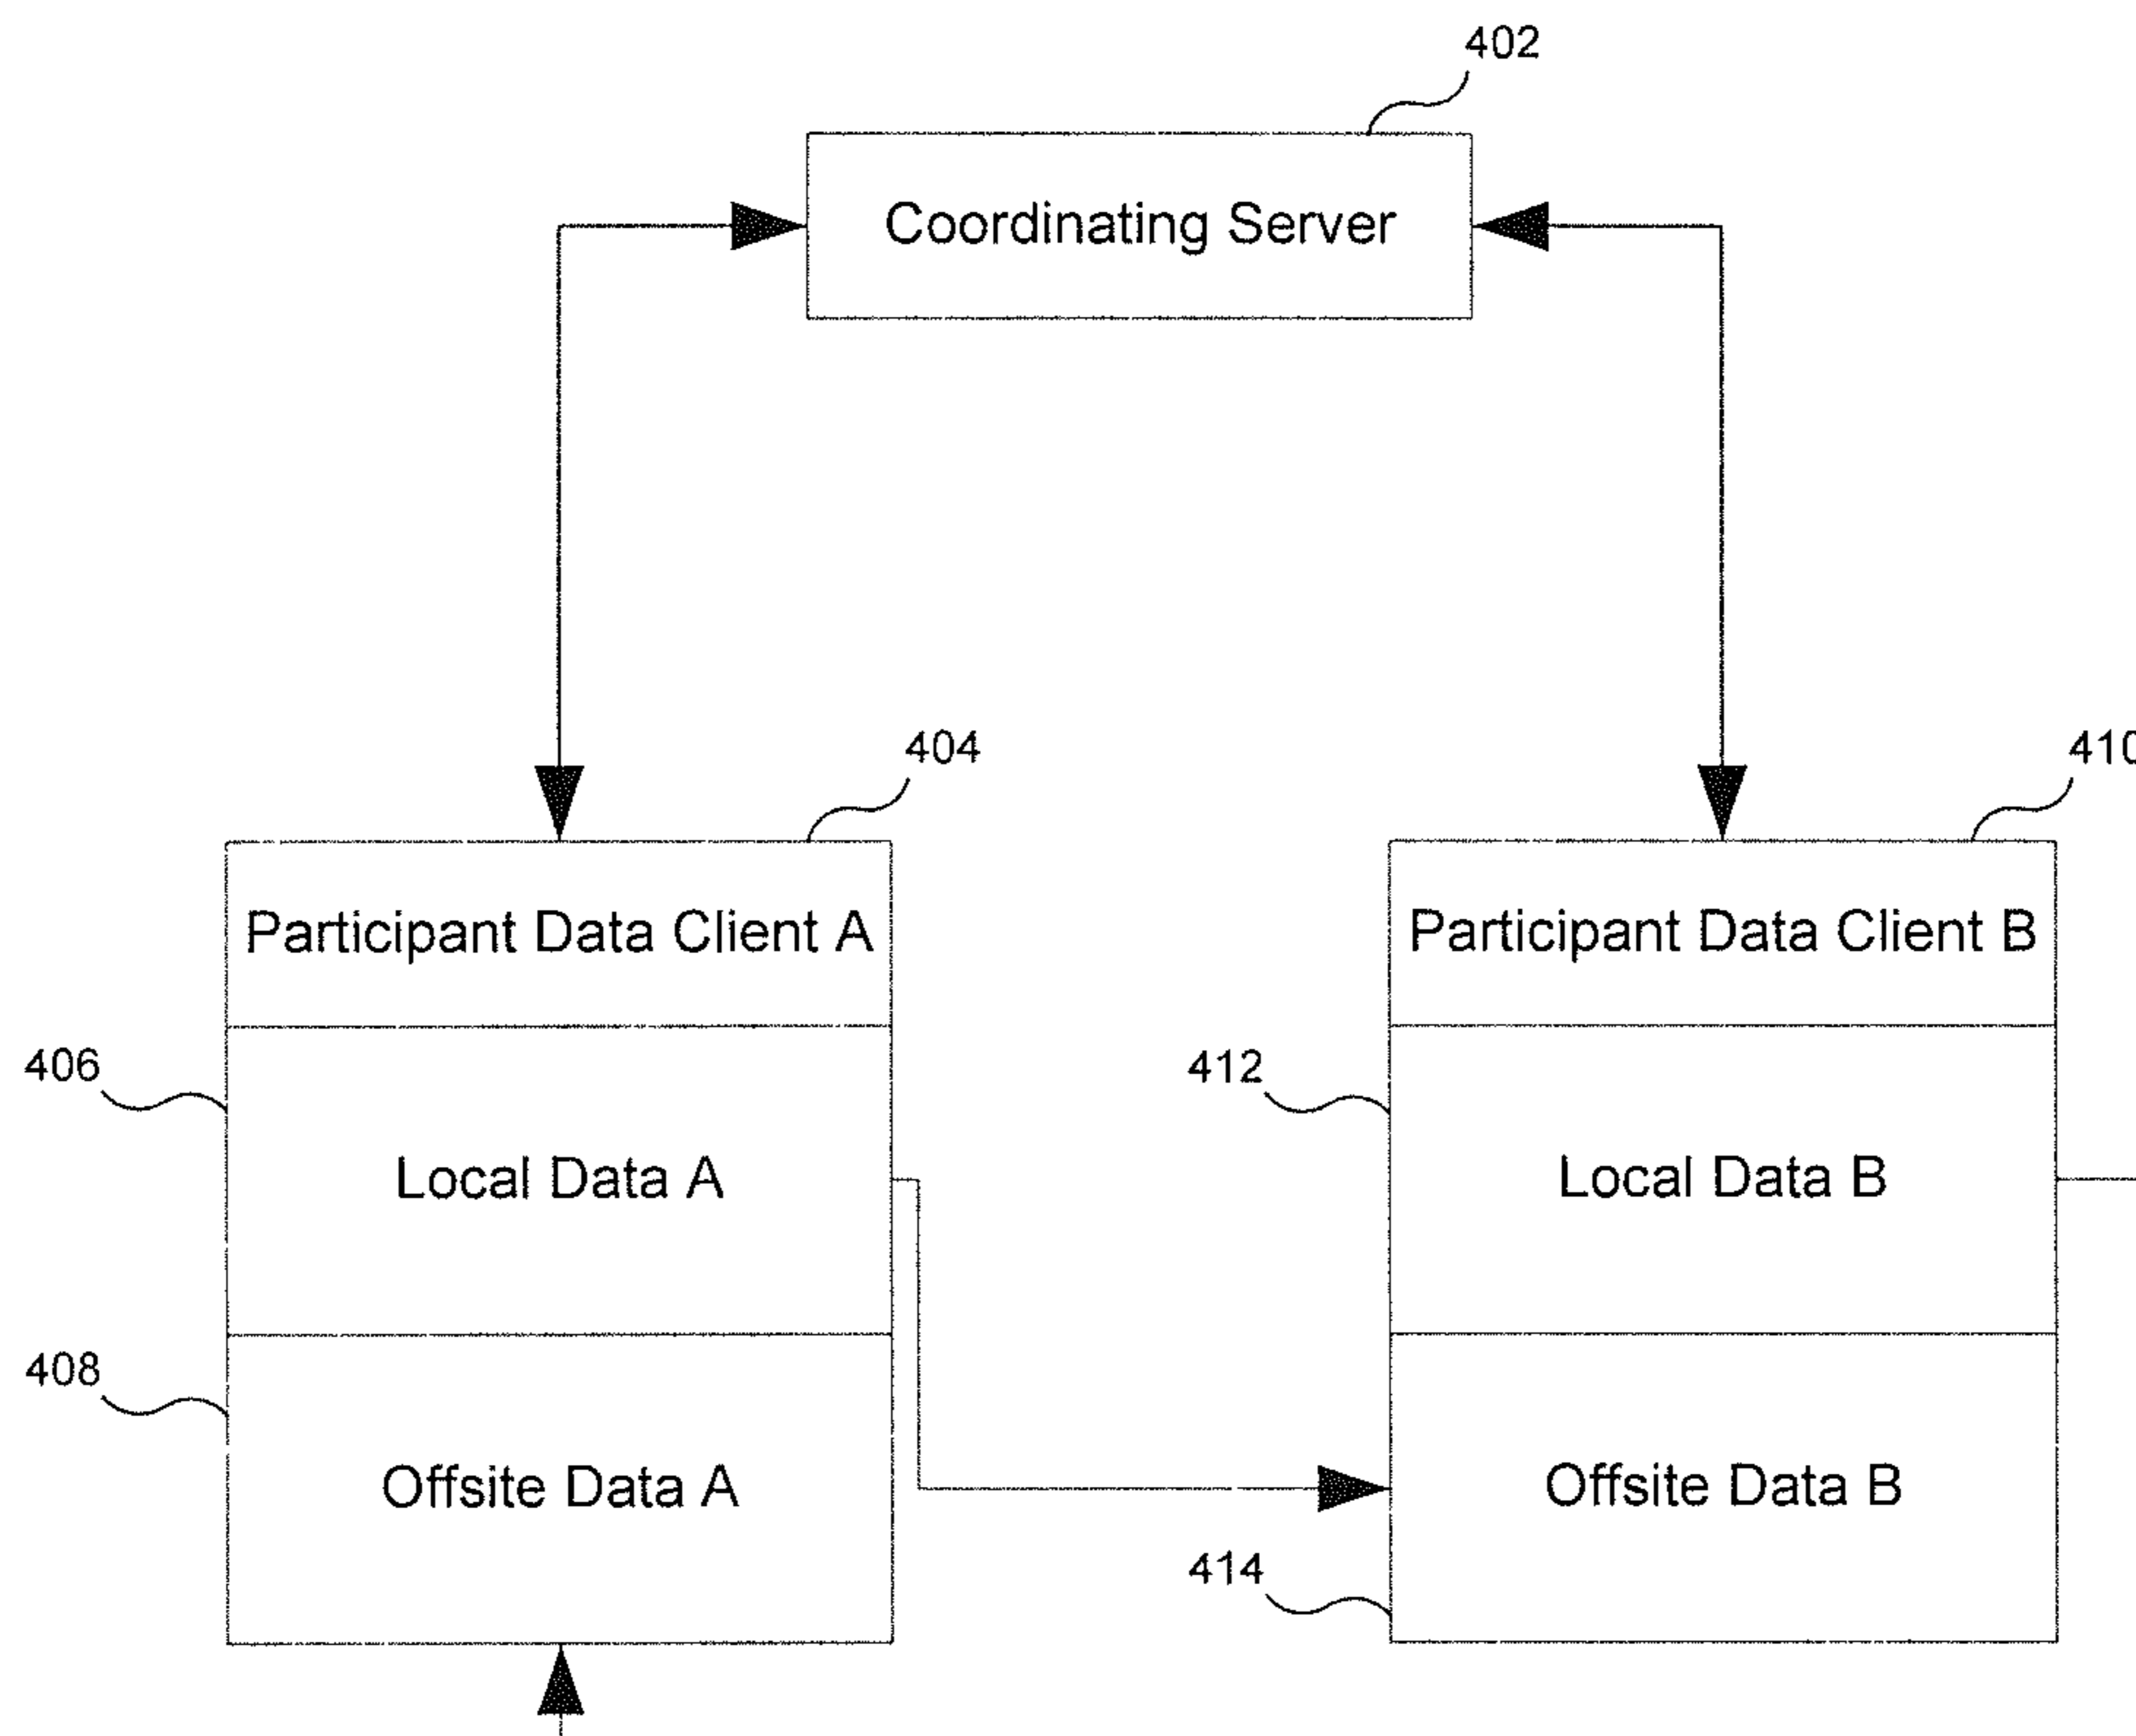 402
Coordinating Server
404
410
Participant Data Client A
Participant Data Client B
406
412
Local Data A
Local Data B
408
Offsite Data A
Offsite Data B
414